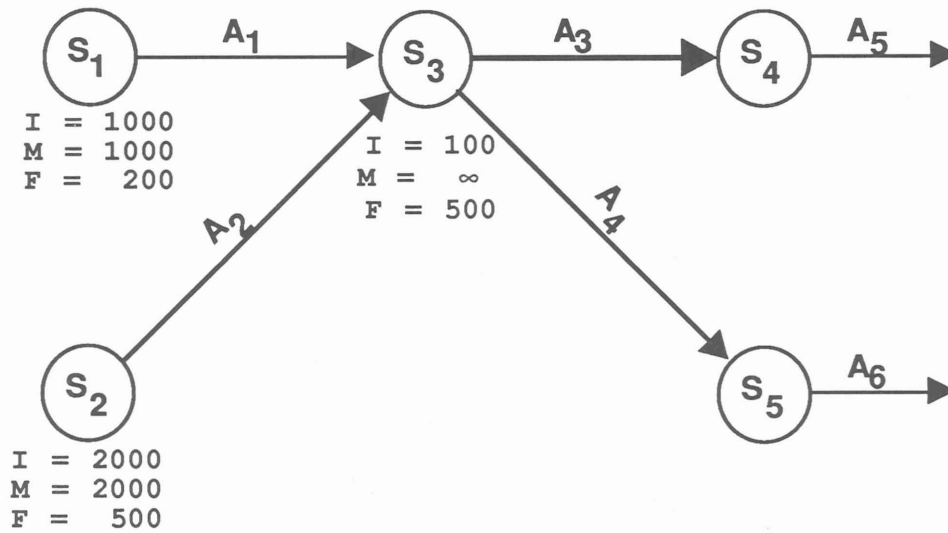 S1
A1
S3
A3
S4
A5
I = 1000
M = 1000
F = 200
I = 100
M = ∞
F = 500
A2
A4
S2
S5
A6
I = 2000
M = 2000
F = 500